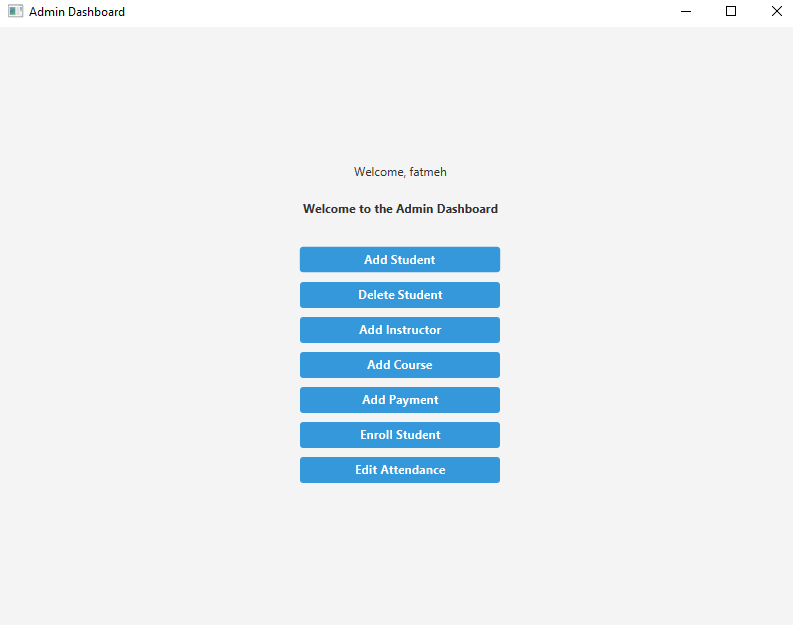 Admin Dashboard
Welcome, fatmeh
Welcome to the Admin Dashboard
Add Student
Delete Student
Add Instructor
Add Course
Add Payment
Enroll Student
Edit Attendance